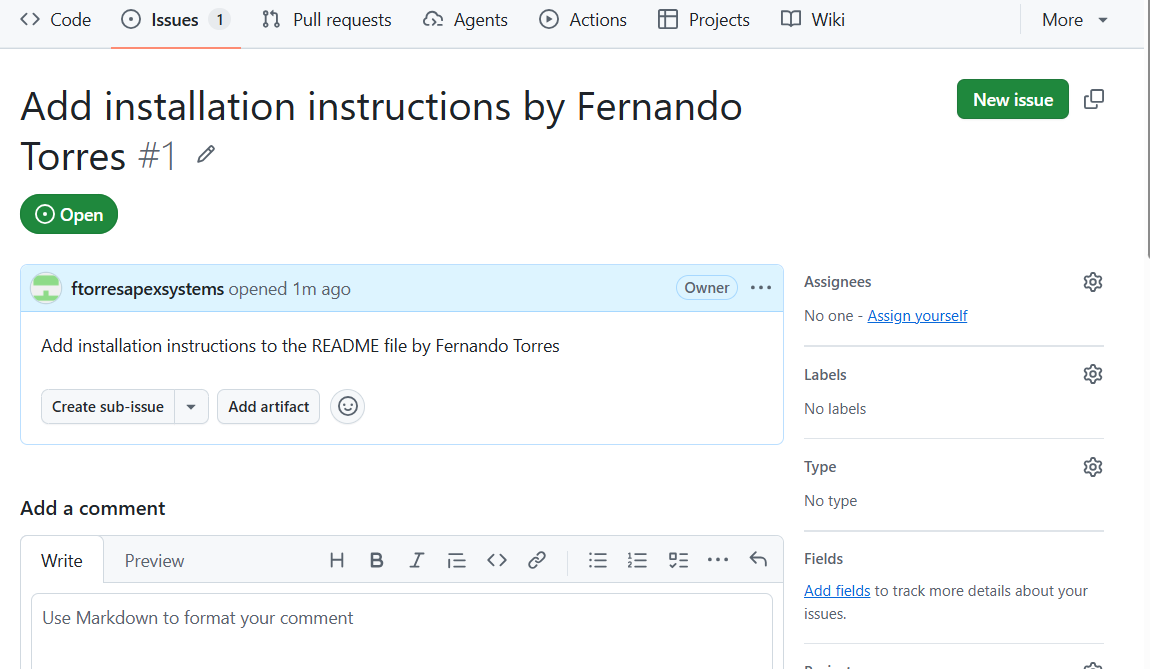 Code Issues 1 Pull requests Agents Actions Projects Wiki More
Add installation instructions by Fernando
Torres #1
New issue
Open
ftorresapexsystems opened 1m ago Owner
Add installation instructions to the README file by Fernando Torres
Create sub-issue Add artifact
Add a comment
Write Preview
Use Markdown to format your comment
Assignees
No one - Assign yourself
Labels
No labels
Type
No type
Fields
Add fields to track more details about your
issues.